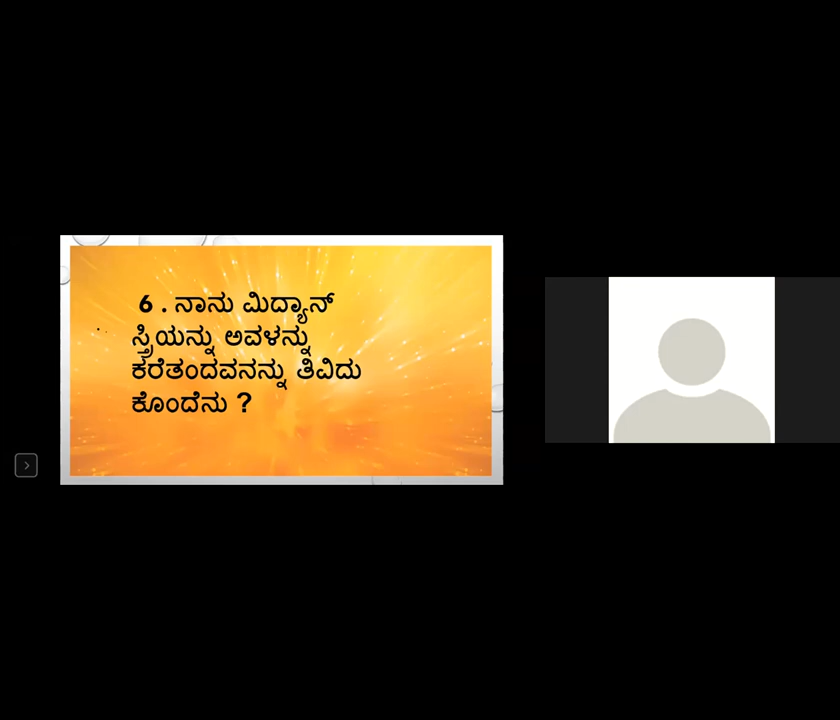 6 . ನಾನು ಮಿದ್ಯಾನ್
ಸ್ತ್ರಿಯನ್ನು ಅವಳನ್ನು
ಕರೆತಂದವನನ್ನು ತಿವಿದು
ಕೊಂದೆನು ?